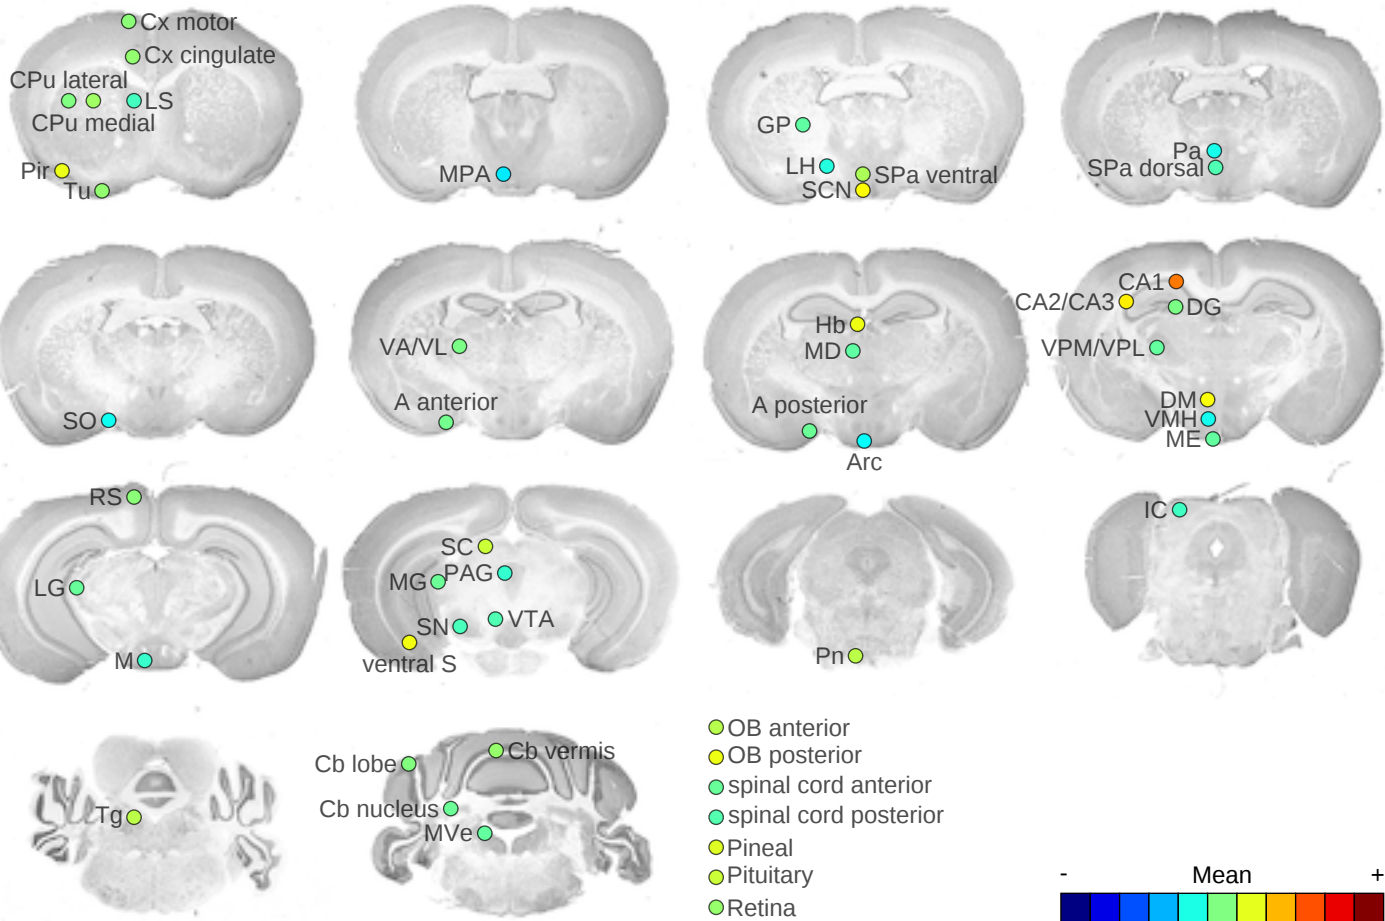 Cx motor
Cx cingulate
CPu lateral
LS
CPu medial
Pir
Tu
MPA
GP
LH
SPa ventral
SCN
Pa
SPa dorsal
SO
VA/VL
A anterior
Hb
MD
A posterior
Arc
CA1
CA2/CA3
DG
VPM/VPL
DM
VMH
ME
RS
LG
M
SC
MG
PAG
SN
VTA
ventral S
Pn
IC
Tg
Cb lobe
Cb vermis
Cb nucleus
MVe
OB anterior
OB posterior
spinal cord anterior
spinal cord posterior
Pineal
Pituitary
Retina
- Mean +